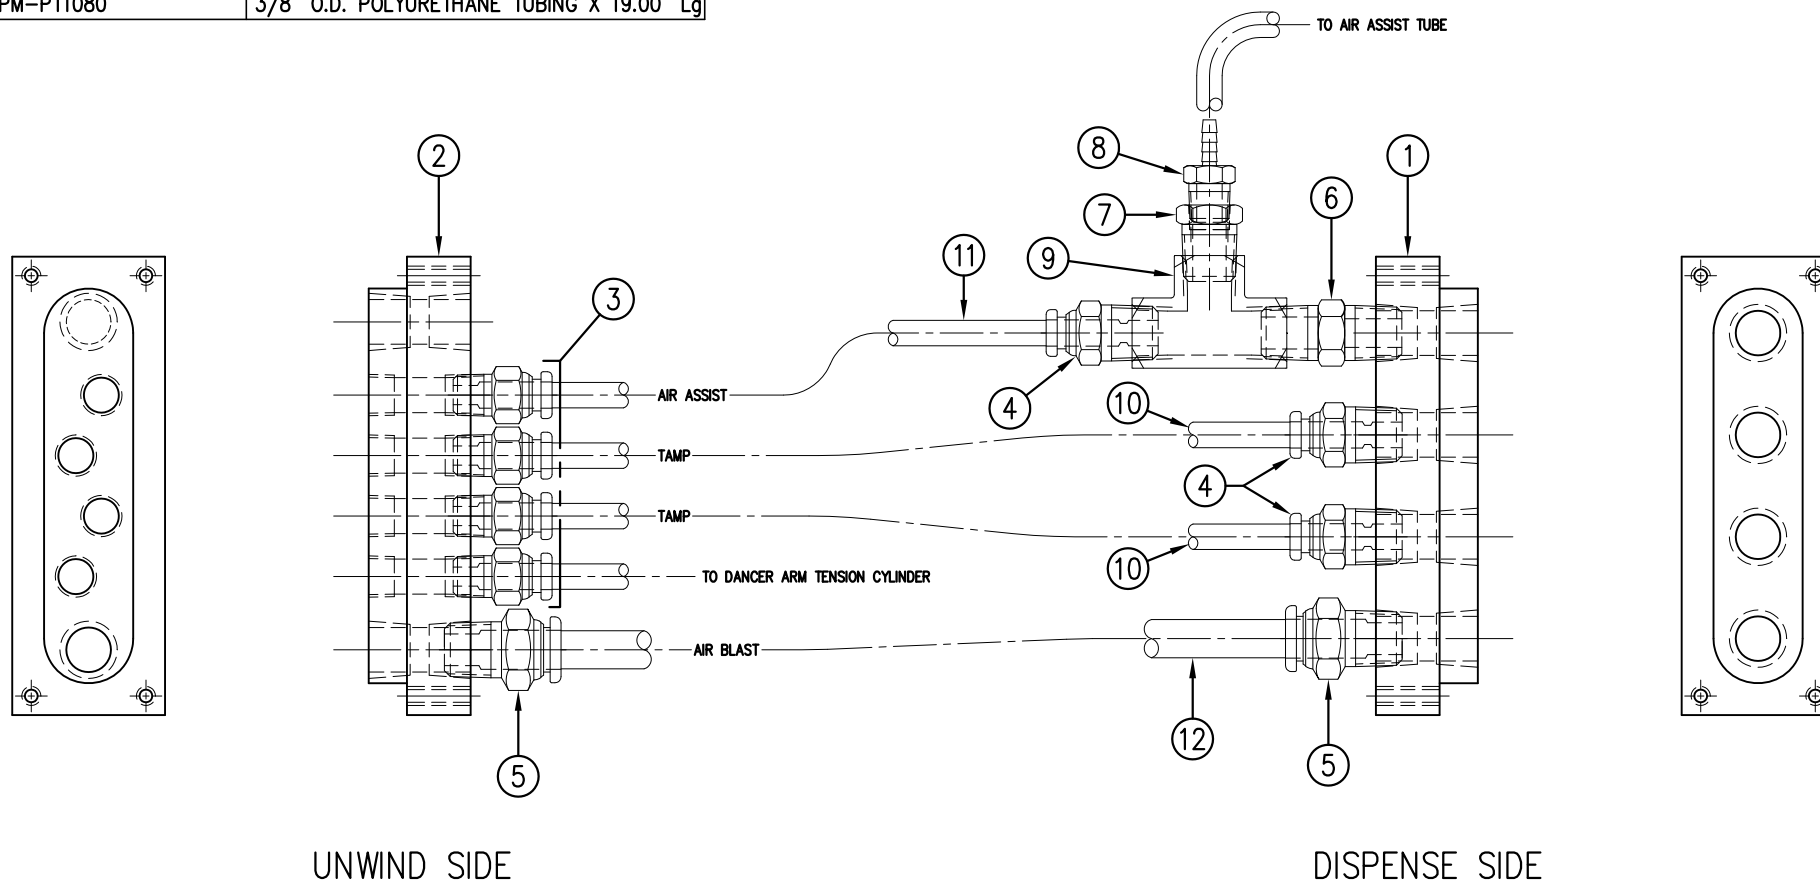 PM-P11080 3/8" O.D. POLYURETHANE TUBING X 19.00" Lg
TO AIR ASSIST TUBE
2
8
1
7
6
11
9
3
4
10
AIR ASSIST
TAMP
4
TAMP
10
TO DANCER ARM TENSION CYLINDER
AIR BLAST
12
5
5
UNWIND SIDE
DISPENSE SIDE